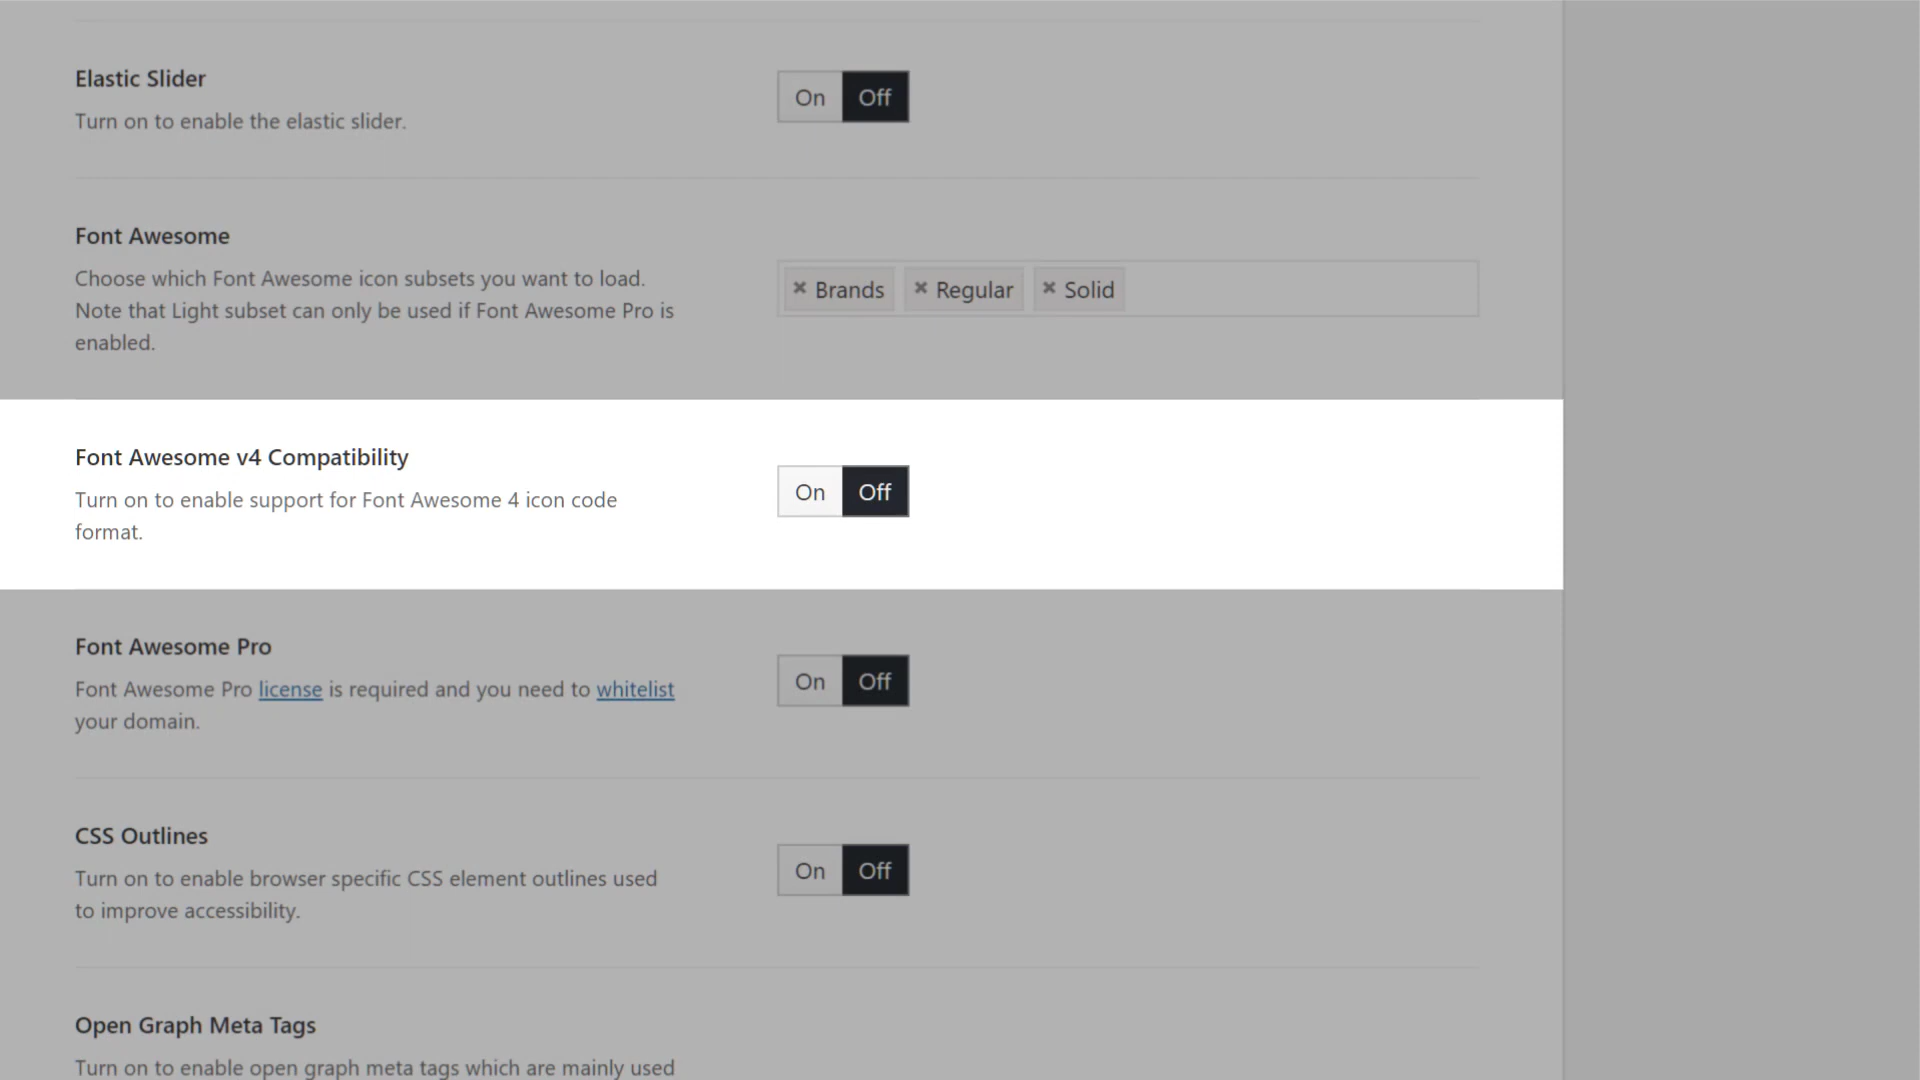 Elastic Slider
Turn on to enable the elastic slider.
On Off
Font Awesome
Choose which Font Awesome icon subsets you want to load.
Note that Light subset can only be used if Font Awesome Pro is
enabled.
× Brands × Regular × Solid
Font Awesome v4 Compatibility
Turn on to enable support for Font Awesome 4 icon code
format.
On Off
Font Awesome Pro
Font Awesome Pro license is required and you need to whitelist
your domain.
On Off
CSS Outlines
Turn on to enable browser specific CSS element outlines used
to improve accessibility.
On Off
Open Graph Meta Tags
Turn on to enable open graph meta tags which are mainly used